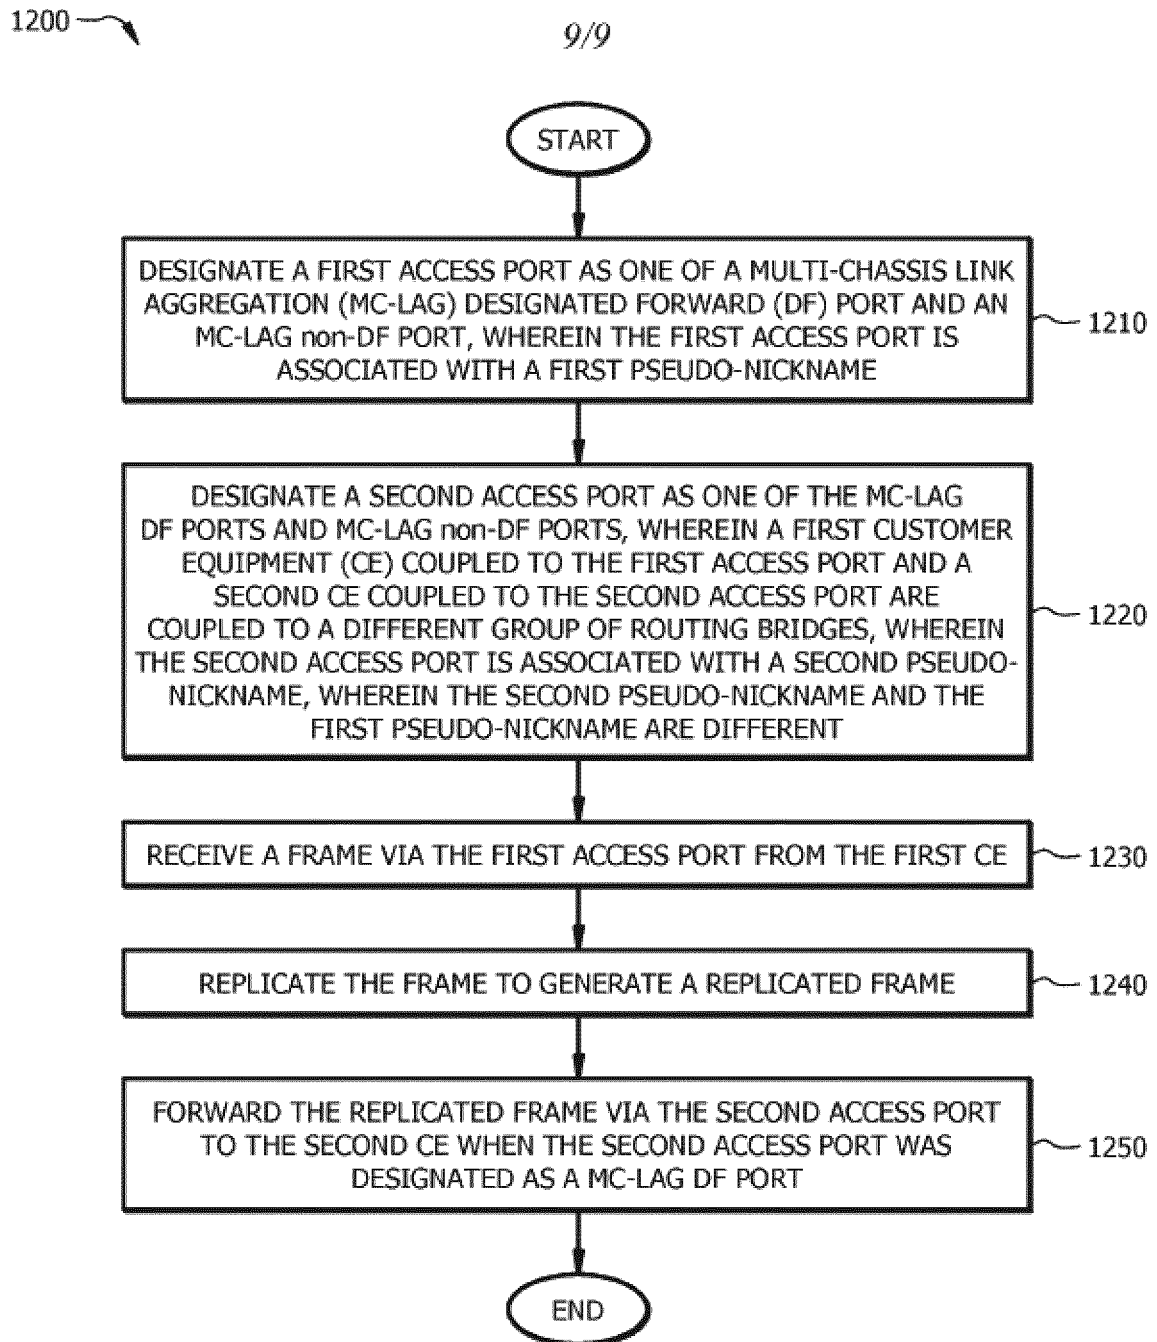 1200
9/9
START
DESIGNATE A FIRST ACCESS PORT AS ONE OF A MULTI-CHASSIS LINK
AGGREGATION (MC-LAG) DESIGNATED FORWARD (DF) PORT AND AN
MC-LAG non-DF PORT, WHEREIN THE FIRST ACCESS PORT IS
ASSOCIATED WITH A FIRST PSEUDO-NICKNAME
1210
DESIGNATE A SECOND ACCESS PORT AS ONE OF THE MC-LAG
DF PORTS AND MC-LAG non-DF PORTS, WHEREIN A FIRST CUSTOMER
EQUIPMENT (CE) COUPLED TO THE FIRST ACCESS PORT AND A
SECOND CE COUPLED TO THE SECOND ACCESS PORT ARE
COUPLED TO A DIFFERENT GROUP OF ROUTING BRIDGES, WHEREIN
THE SECOND ACCESS PORT IS ASSOCIATED WITH A SECOND PSEUDO-
NICKNAME, WHEREIN THE SECOND PSEUDO-NICKNAME AND THE
FIRST PSEUDO-NICKNAME ARE DIFFERENT
1220
RECEIVE A FRAME VIA THE FIRST ACCESS PORT FROM THE FIRST CE
1230
REPLICATE THE FRAME TO GENERATE A REPLICATED FRAME
1240
FORWARD THE REPLICATED FRAME VIA THE SECOND ACCESS PORT
TO THE SECOND CE WHEN THE SECOND ACCESS PORT WAS
DESIGNATED AS A MC-LAG DF PORT
1250
END